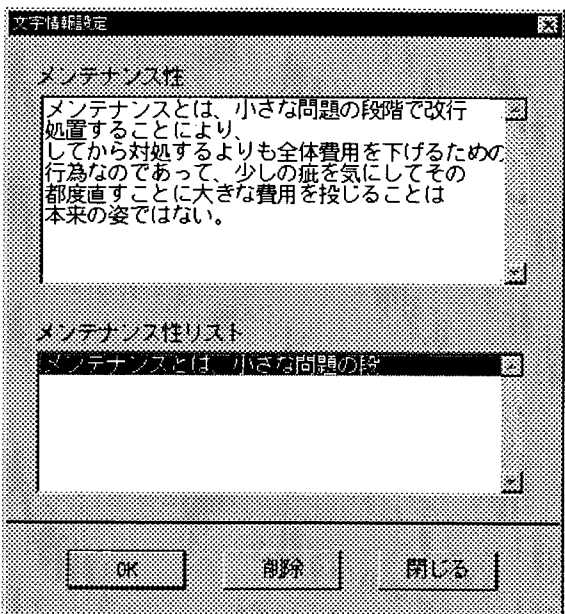 文字情報設定
メンテナンス性
メンテナンスとは、小さな問題の段階で改行
処置することにより、
してから対処するよりも全体費用を下げるための
行為なのであって、少しの疵を気にしてその
都度直すことに大きな費用を投じることは
本来の姿ではない。
メンテナンス性リスト
メンテナンスとは、小さな問題の段
OK
削除
閉じる